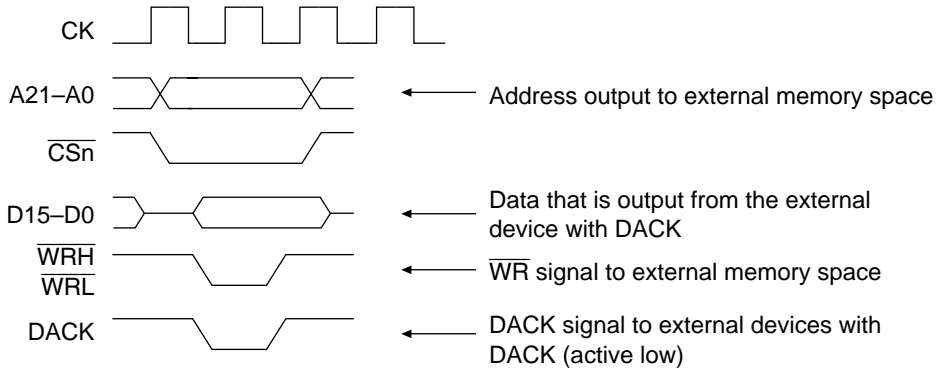 CK
A21–A0
Address output to external memory space
CSn
D15–D0
Data that is output from the external
device with DACK
WRH
WRL
WR signal to external memory space
DACK
DACK signal to external devices with
DACK (active low)